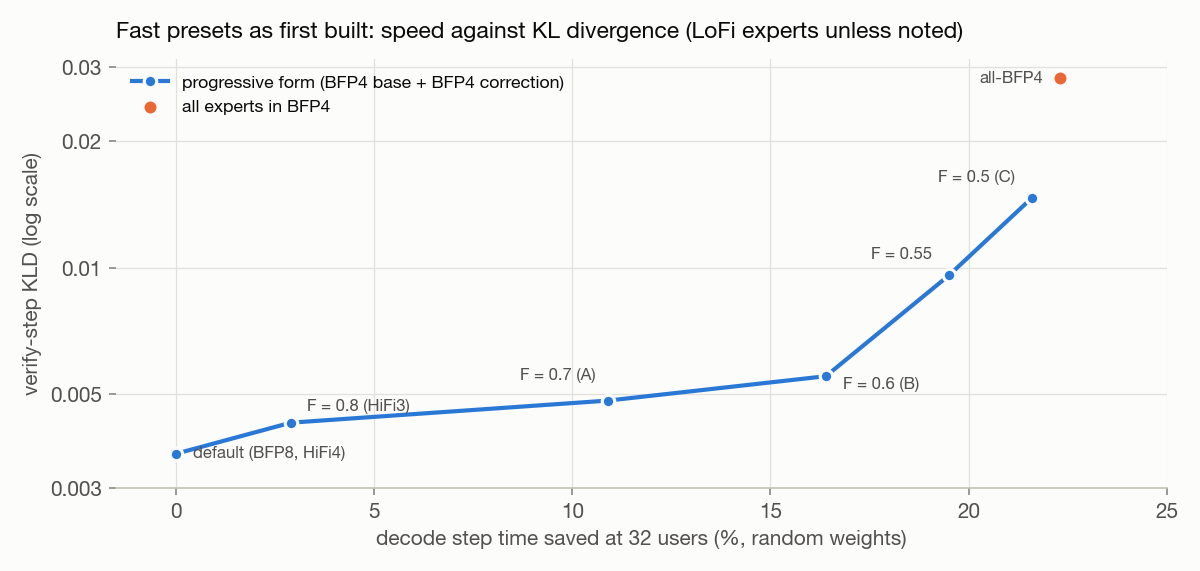 Fast presets as first built: speed against KL divergence (LoFi experts unless noted)
progressive form (BFP4 base + BFP4 correction)
all experts in BFP4
all-BFP4
F = 0.5 (C)
F = 0.55
F = 0.7 (A)
F = 0.6 (B)
F = 0.8 (HiFi3)
default (BFP8, HiFi4)
verify-step KLD (log scale)
0.03
0.02
0.01
0.005
0.003
0
5
10
15
20
25
decode step time saved at 32 users (%, random weights)